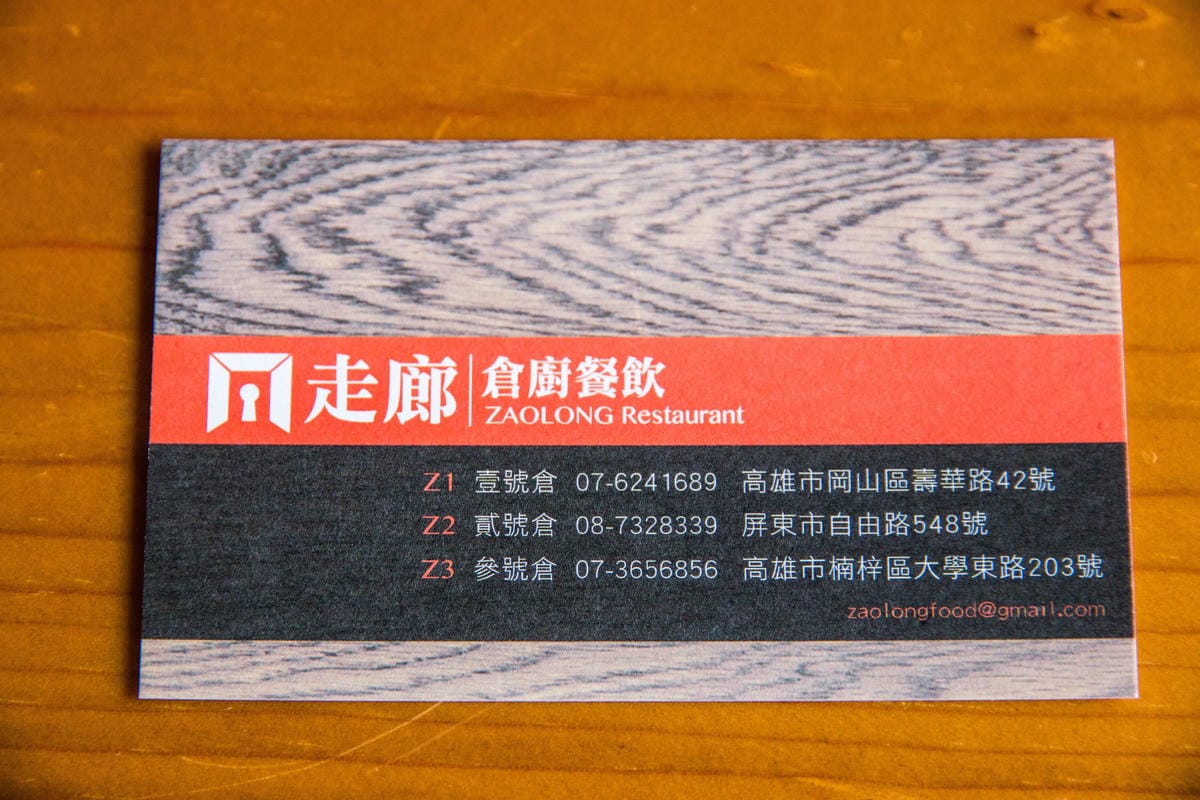 走廊 倉廚餐飲
ZAOLONG Restaurant
Z1 壹號倉 07-6241689 高雄市岡山區壽華路42號
Z2 貳號倉 08-7328339 屏東市自由路548號
Z3 參號倉 07-3656856 高雄市楠梓區大學東路203號
zaolongfood@gmail.com